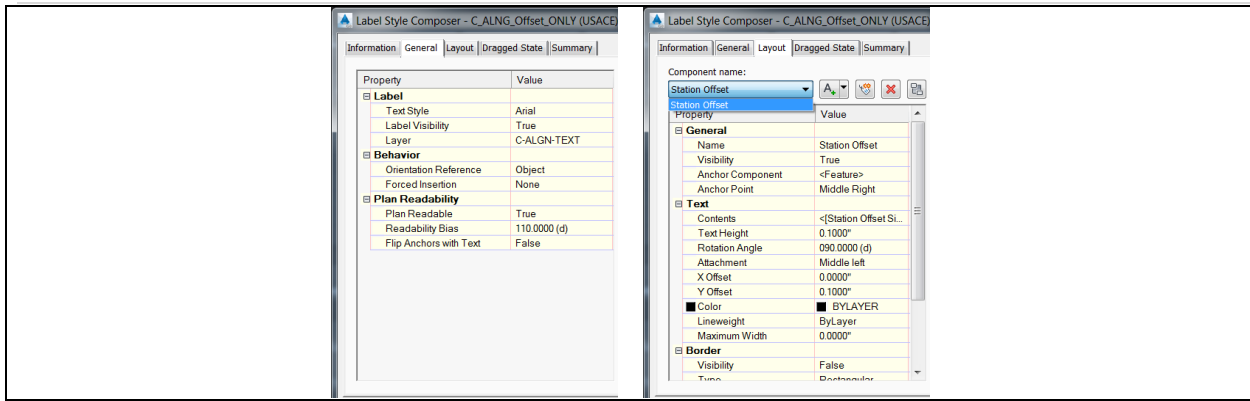 Label Style Composer - C_ALNG_Offset_ONLY (USACE)
Information General Layout Dragged State Summary
Property Value
Label
Text Style Arial
Label Visibility True
Layer C-ALGN-TEXT
Behavior
Orientation Reference Object
Forced Insertion None
Plan Readability
Plan Readable True
Readability Bias 110.0000 (d)
Flip Anchors with Text False
Label Style Composer - C_ALNG_Offset_ONLY (USACE)
Information General Layout Dragged State Summary
Component name:
Station Offset
Station Offset
Property Value
General
Name Station Offset
Visibility True
Anchor Component <Feature>
Anchor Point Middle Right
Text
Contents <[Station Offset Si...
Text Height 0.1000"
Rotation Angle 090.0000 (d)
Attachment Middle left
X Offset 0.0000"
Y Offset 0.1000"
Color BYLAYER
Lineweight ByLayer
Maximum Width 0.0000"
Border
Visibility False
Type Rectangular